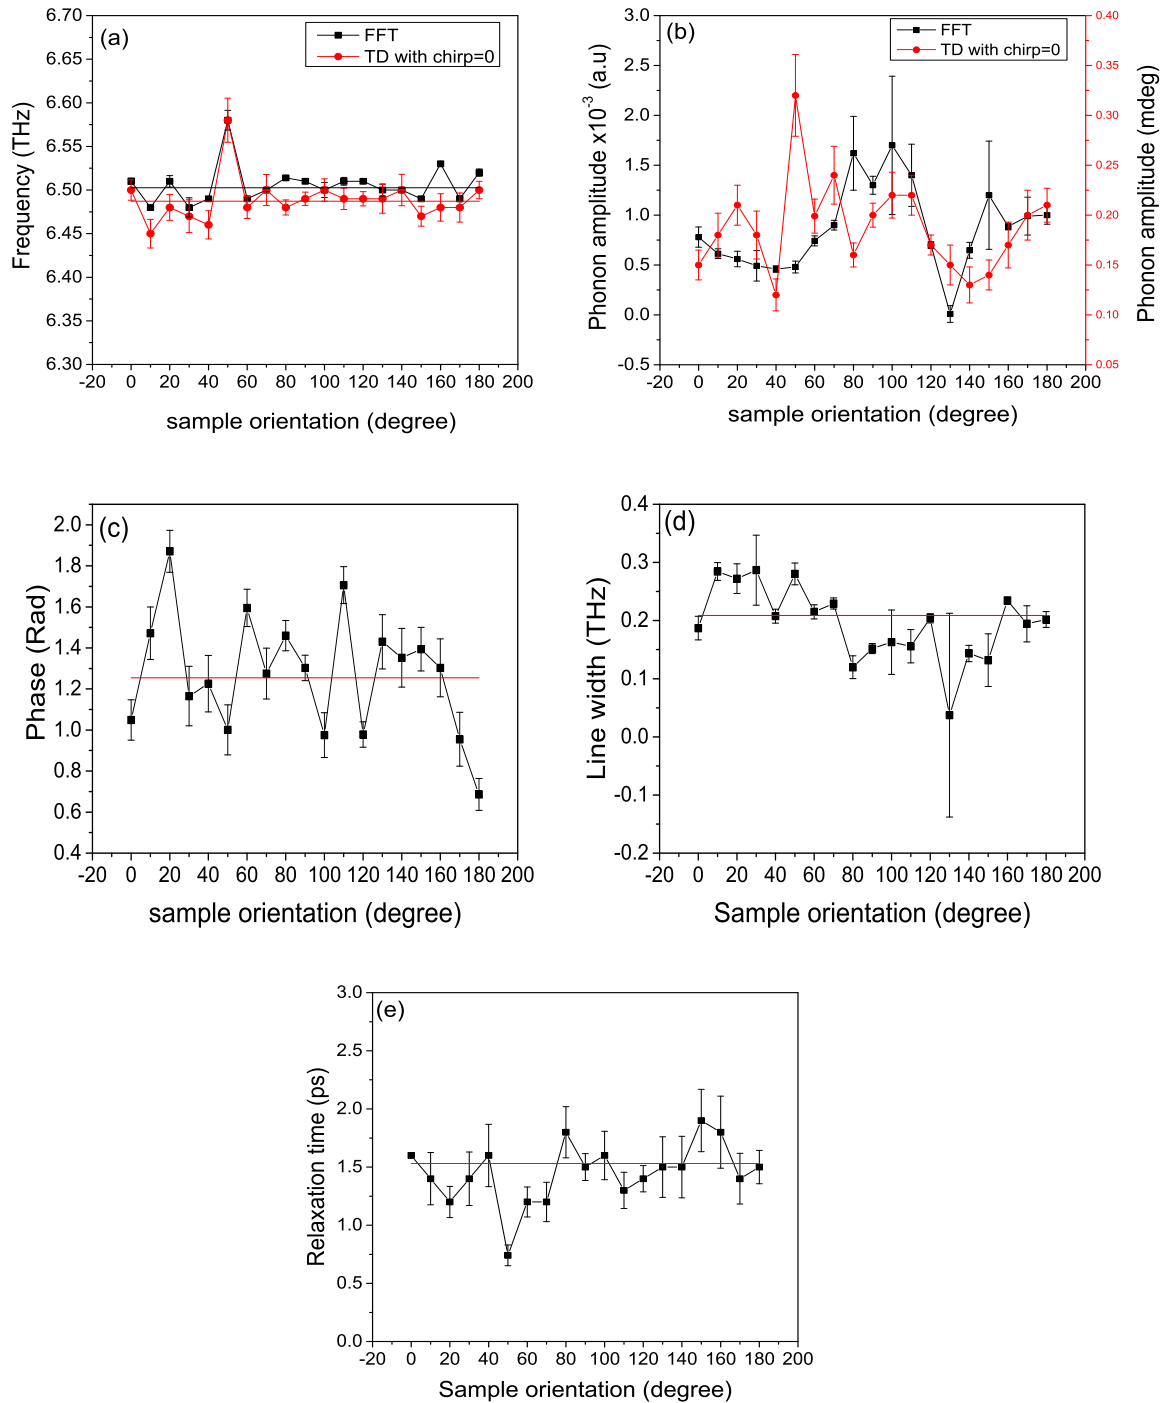 (a)
FFT
TD with chirp=0
Frequency (THz)
6.70
6.65
6.60
6.55
6.50
6.45
6.40
6.35
6.30
-20 0 20 40 60 80 100 120 140 160 180 200
sample orientation (degree)
(b)
FFT
TD with chirp=0
Phonon amplitude x10⁻³ (a.u)
3.0
2.5
2.0
1.5
1.0
0.5
0.0
-0.5
0.40
0.35
0.30
0.25
0.20
0.15
0.10
0.05
Phonon amplitude (mdeg)
-20 0 20 40 60 80 100 120 140 160 180 200
sample orientation (degree)
(c)
Phase (Rad)
2.0
1.8
1.6
1.4
1.2
1.0
0.8
0.6
0.4
-20 0 20 40 60 80 100 120 140 160 180 200
sample orientation (degree)
(d)
Line width (THz)
0.4
0.3
0.2
0.1
0.0
-0.1
-0.2
-20 0 20 40 60 80 100 120 140 160 180 200
Sample orientation (degree)
(e)
Relaxation time (ps)
3.0
2.5
2.0
1.5
1.0
0.5
0.0
-20 0 20 40 60 80 100 120 140 160 180 200
Sample orientation (degree)